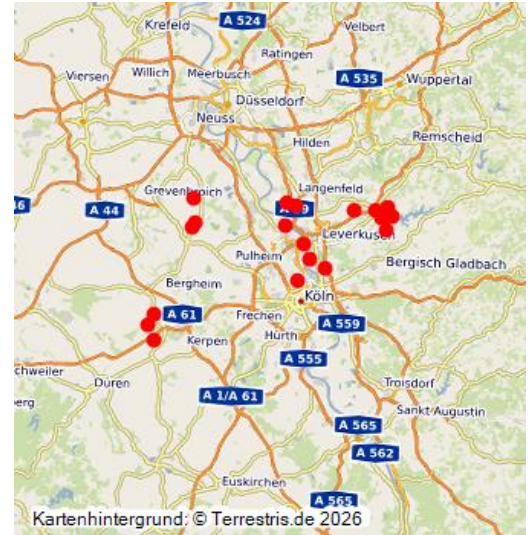 Krefeld
A 524
Velbert
Ratingen
Viersen
Willich
Meerbusch
A 535
Wuppertal
Düsseldorf
Neuss
Remscheid
Hilden
Grevenbroich
Langenfeld
A 44
Leverkusen
Pulheim
Bergisch Gladbach
Bergheim
Köln
A 61
Frechen
A 559
Kerpen
Hürth
A 555
Düren
Troisdorf
A 1/A 61
Sankt Augustin
A 565
A 562
Euskirchen
A 565
Kartenhintergrund: © Terrestris.de 2026